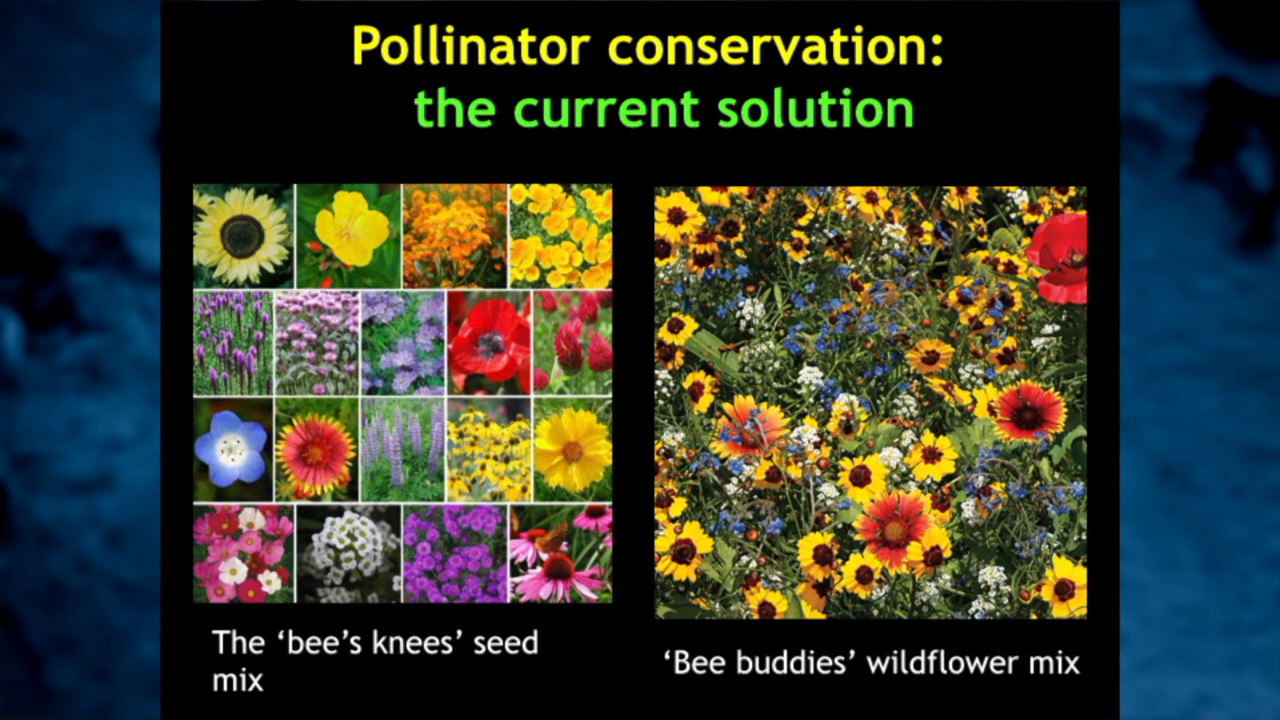 Pollinator conservation:
the current solution
The ‘bee’s knees’ seed
mix
‘Bee buddies’ wildflower mix